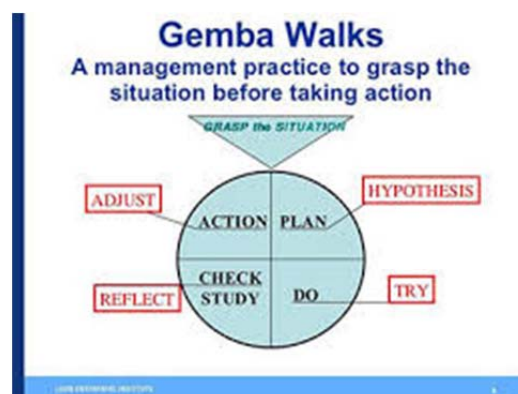 Gemba Walks
A management practice to grasp the
situation before taking action
GRASP the SITUATION
ADJUST
HYPOTHESIS
ACTION
PLAN
CHECK
STUDY
DO
REFLECT
TRY